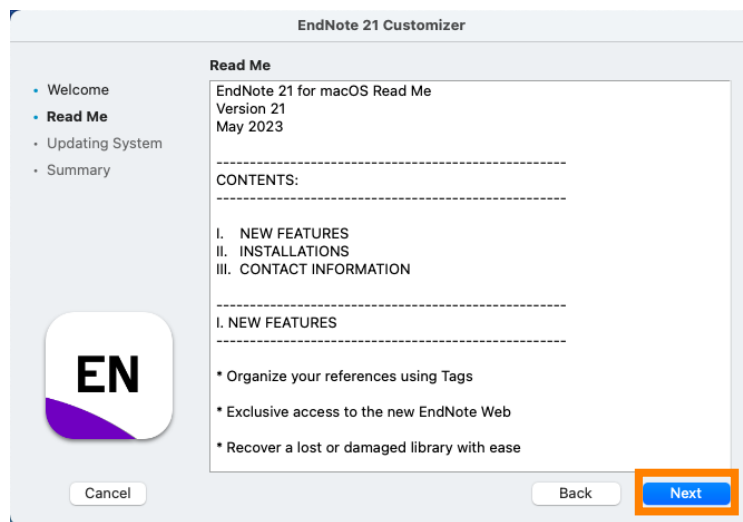 EndNote 21 Customizer
Read Me
• Welcome
• Read Me
• Updating System
• Summary
EndNote 21 for macOS Read Me
Version 21
May 2023
----------------------------------------------------
CONTENTS:
----------------------------------------------------
I. NEW FEATURES
II. INSTALLATIONS
III. CONTACT INFORMATION
----------------------------------------------------
I. NEW FEATURES
----------------------------------------------------
* Organize your references using Tags
* Exclusive access to the new EndNote Web
* Recover a lost or damaged library with ease
EN
Cancel
Back
Next